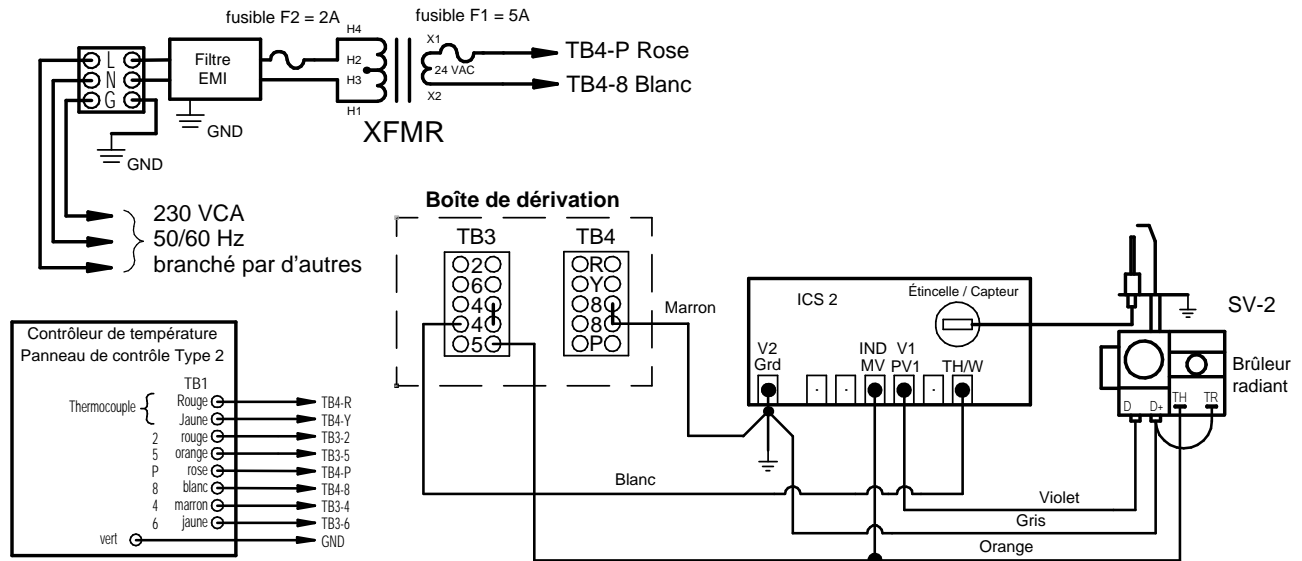 fusible F2 = 2A
fusible F1 = 5A
L
N
G
Filtre
EMI
H4
H2
H3
H1
X1
24 VAC
X2
TB4-P Rose
TB4-8 Blanc
GND
GND
XFMR
230 VCA
50/60 Hz
branché par d'autres
Boîte de dérivation
TB3
2
6
4
4
5
TB4
R
Y
8
8
P
Marron
ICS 2
Étincelle / Capteur
V2
Grd
IND
MV
V1
PV1
TH/W
SV-2
Brûleur
radiant
D
D+
TH
TR
Blanc
Violet
Gris
Orange
Contrôleur de température
Panneau de contrôle Type 2
TB1
Thermocouple
Rouge TB4-R
Jaune TB4-Y
2 rouge TB3-2
5 orange TB3-5
P rose TB4-P
8 blanc TB4-8
4 marron TB3-4
6 jaune TB3-6
vert GND